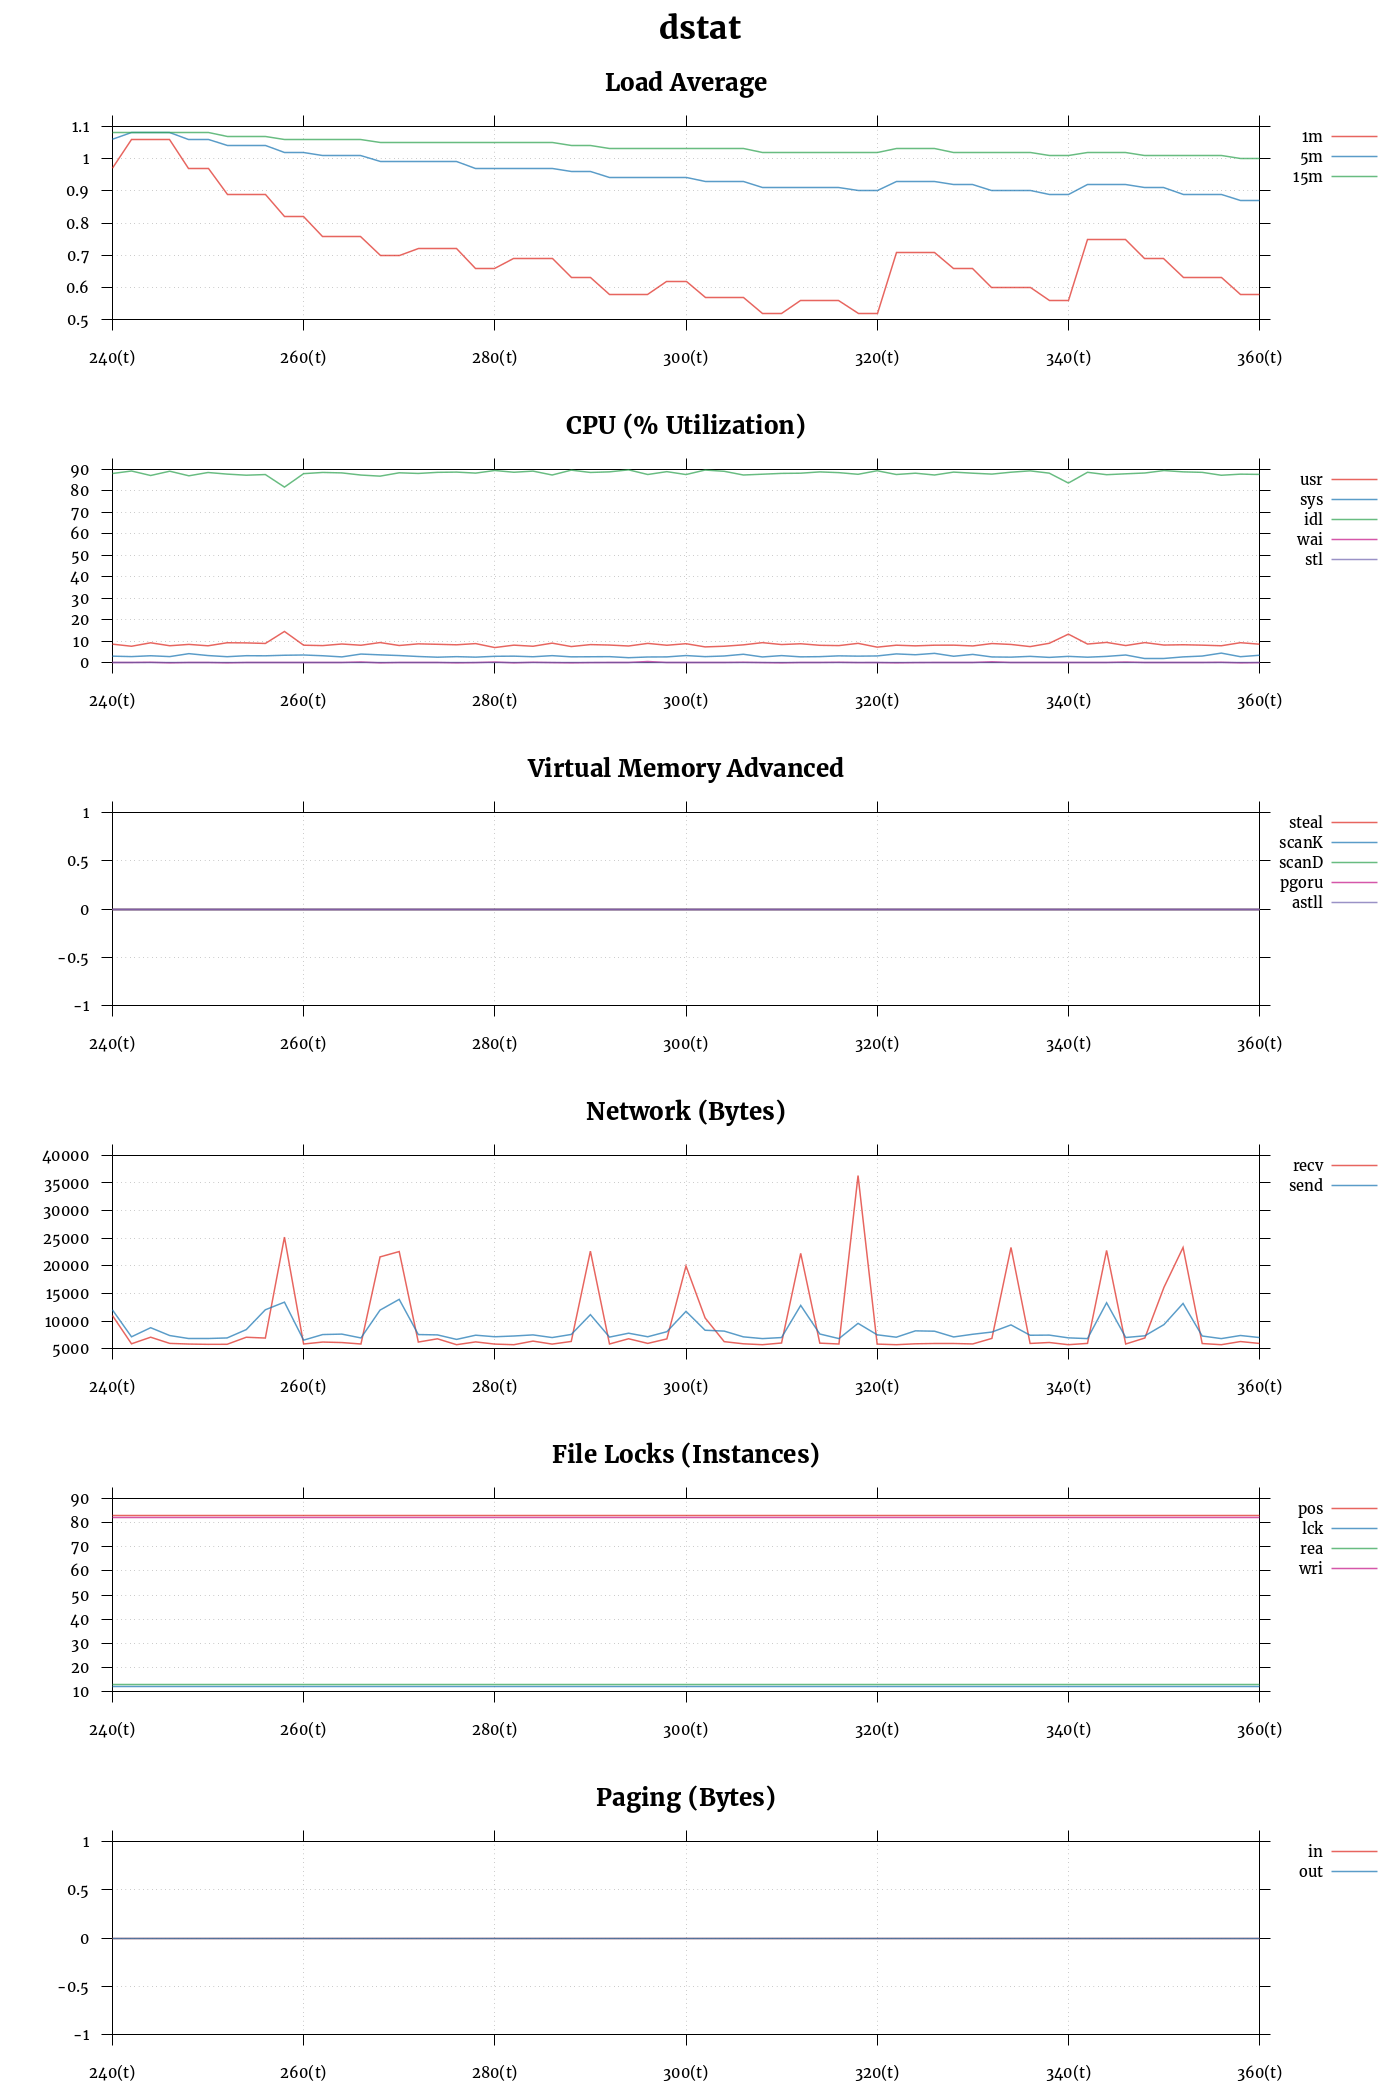 dstat
Load Average
1.1
1
0.9
0.8
0.7
0.6
0.5
240(t) 260(t) 280(t) 300(t) 320(t) 340(t) 360(t)
1m
5m
15m
CPU (% Utilization)
90
80
70
60
50
40
30
20
10
0
240(t) 260(t) 280(t) 300(t) 320(t) 340(t) 360(t)
usr
sys
idl
wai
stl
Virtual Memory Advanced
1
0.5
0
-0.5
-1
240(t) 260(t) 280(t) 300(t) 320(t) 340(t) 360(t)
steal
scanK
scanD
pgoru
astll
Network (Bytes)
40000
35000
30000
25000
20000
15000
10000
5000
240(t) 260(t) 280(t) 300(t) 320(t) 340(t) 360(t)
recv
send
File Locks (Instances)
90
80
70
60
50
40
30
20
10
240(t) 260(t) 280(t) 300(t) 320(t) 340(t) 360(t)
pos
lck
rea
wri
Paging (Bytes)
1
0.5
0
-0.5
-1
240(t) 260(t) 280(t) 300(t) 320(t) 340(t) 360(t)
in
out